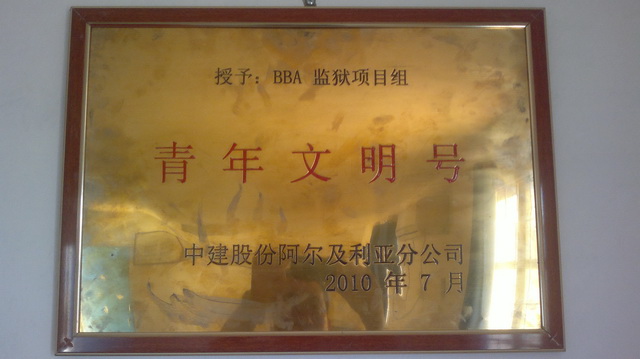 授予：BBA 监狱项目组
青年文明号
中建股份阿尔及利亚分公司
2010 年 7 月